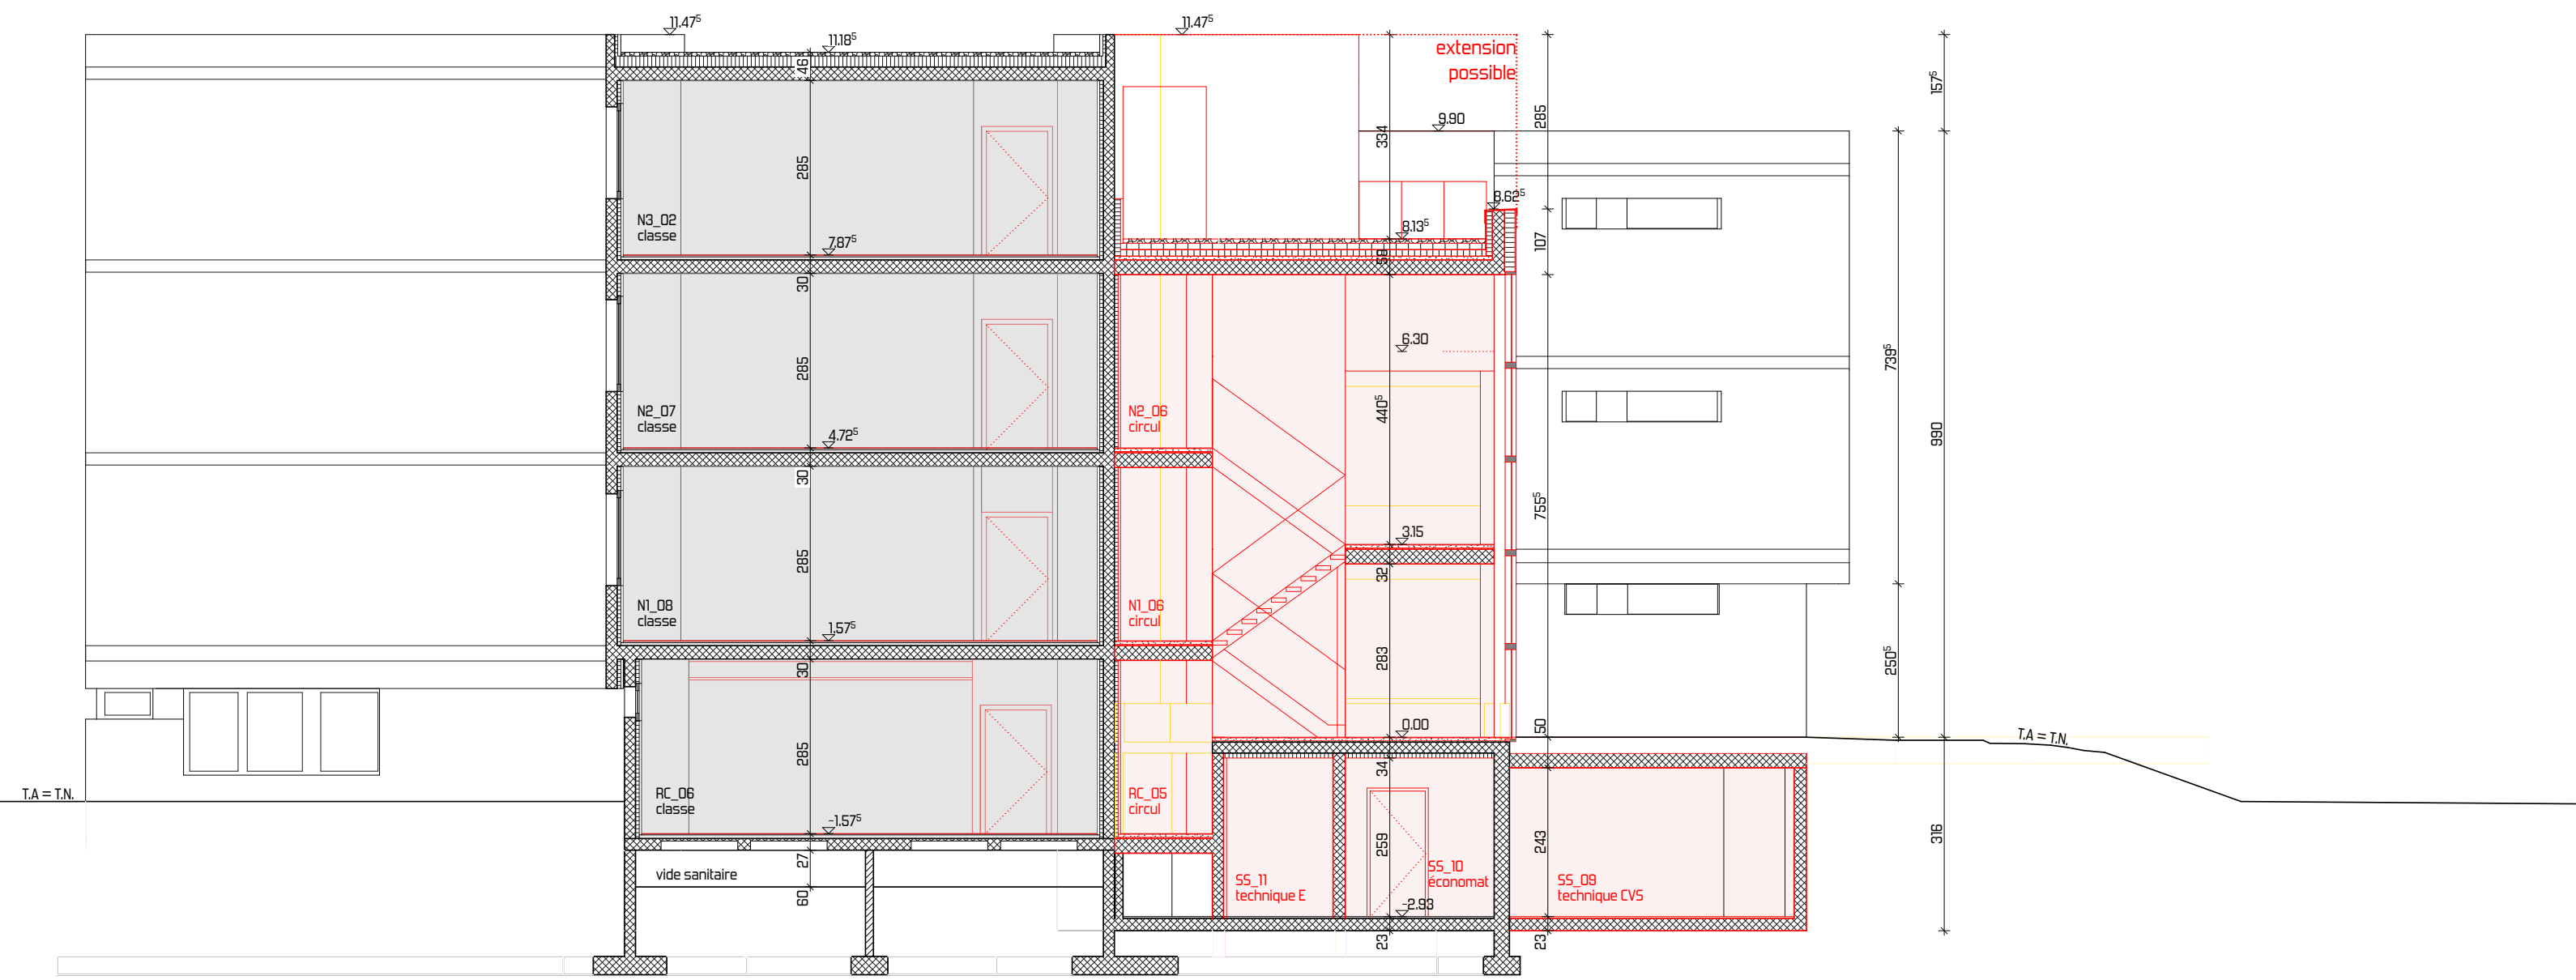 11.47⁵
11.47⁵
11.18⁵
46
extension
possible
157⁵
285
9.90
334
285
8.62⁵
N3_02
classe
8.13⁵
7.87⁵
107
58
30
6.30
739⁵
285
440⁵
N2_07
classe
N2_06
circul
4.72⁵
990
30
755⁵
3.15
285
32
N1_08
classe
N1_06
circul
1.57⁵
283
250⁵
30
0.00
50
T.A = T.N.
285
34
T.A = T.N.
RC_06
classe
RC_05
circul
-1.57⁵
259
243
316
27
vide sanitaire
SS_11
technique E
SS_10
économat
SS_09
technique CVS
60
-2.93
23
23